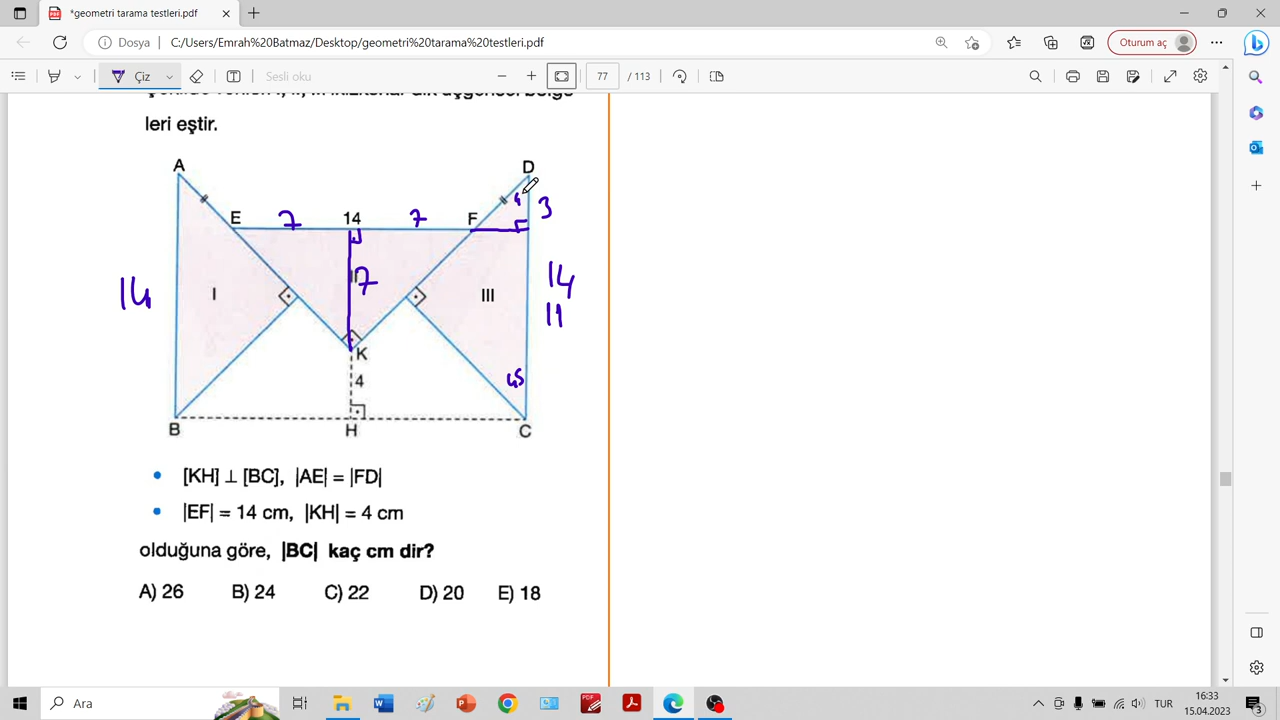 *geometri tarama testleri.pdf
Dosya C:/Users/Emrah%20Batmaz/Desktop/geometri%20tarama%20testleri.pdf
Oturum aç
Çiz
Sesli oku
77 / 113
leri eştir.
A
D
E
7
14
7
F
3
14
7
14
I
III
11
K
4
45
B
H
C
• [KH] ⊥ [BC], |AE| = |FD|
• |EF| = 14 cm, |KH| = 4 cm
olduğuna göre, |BC| kaç cm dir?
A) 26 B) 24 C) 22 D) 20 E) 18
Ara
TUR
16:33
15.04.2023
3